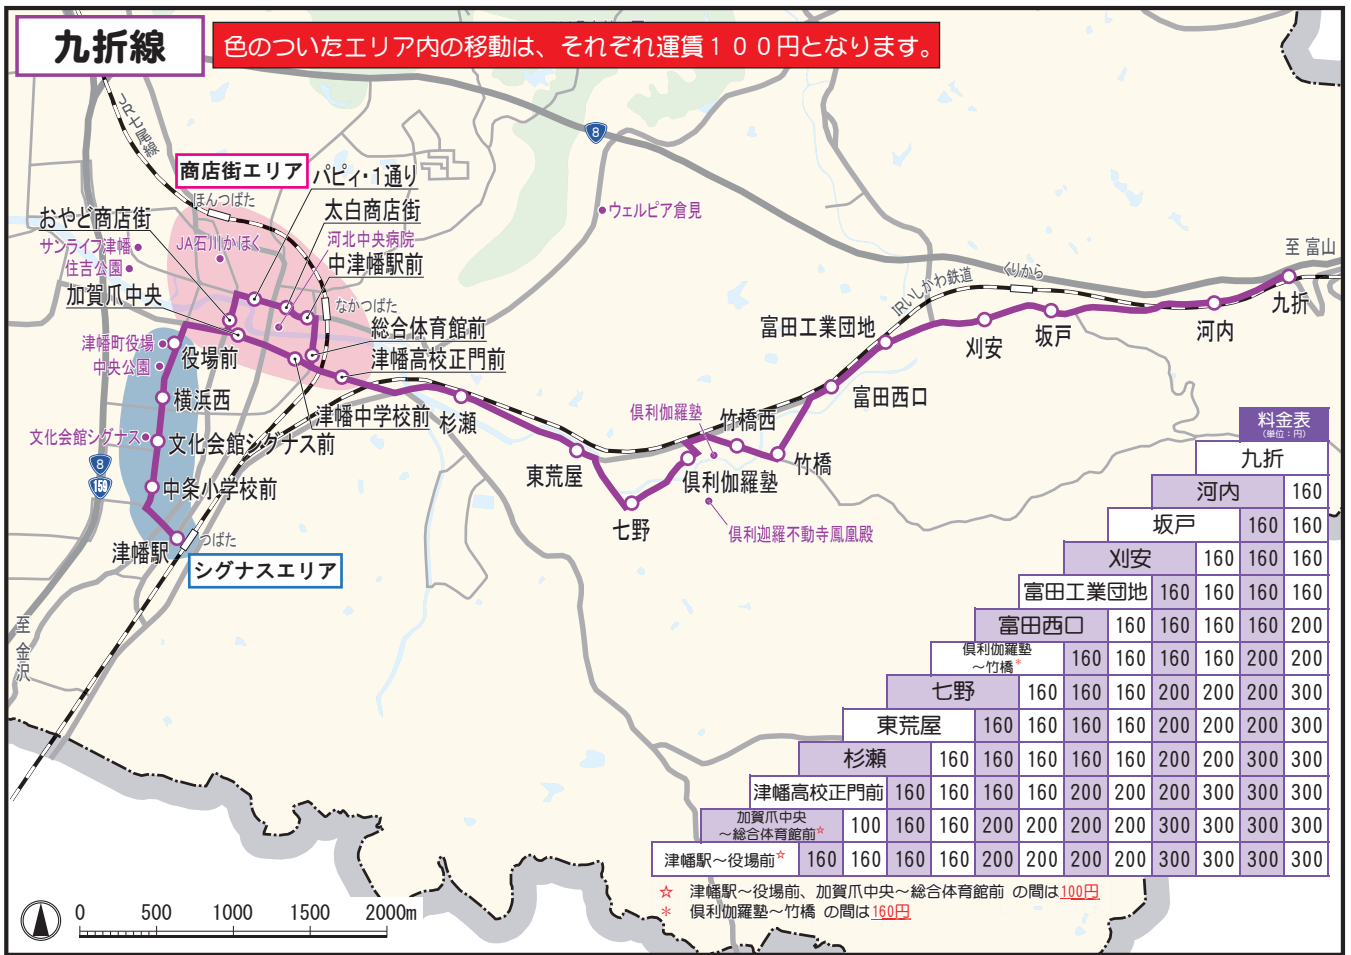 九折線
色のついたエリア内の移動は、それぞれ運賃１００円となります。
JR七尾線
8
商店街エリア
パピィ・1通り
ほんつばた
太白商店街
おやど商店街
サンライフ津幡
JA石川かほく
河北中央病院
中津幡駅前
住吉公園
加賀爪中央
なかつばた
総合体育館前
津幡高校正門前
津幡町役場
役場前
中央公園
横浜西
津幡中学校前
杉瀬
文化会館シグナス
文化会館シグナス前
8
159
中条小学校前
つばた
津幡駅
シグナスエリア
至 金沢
ウェルピア倉見
IRいしかわ鉄道
くりから
至 富山
九折
河内
坂戸
刈安
富田工業団地
富田西口
倶利伽羅塾
竹橋西
竹橋
倶利伽羅塾
東荒屋
七野
倶利迦羅不動寺鳳凰殿
料金表
(単位：円)
九折
河内 160
坂戸 160 160
刈安 160 160 160
富田工業団地 160 160 160 160
富田西口 160 160 160 160 200
倶利伽羅塾
～竹橋* 160 160 160 160 200 200
七野 160 160 160 200 200 200 300
東荒屋 160 160 160 160 200 200 200 300
杉瀬 160 160 160 160 160 200 200 300 300
津幡高校正門前 160 160 160 160 200 200 200 300 300 300
加賀爪中央
～総合体育館前☆ 100 160 160 200 200 200 200 300 300 300 300
津幡駅～役場前☆ 160 160 160 160 200 200 200 200 300 300 300 300
☆ 津幡駅～役場前、加賀爪中央～総合体育館前 の間は100円
* 倶利伽羅塾～竹橋 の間は160円
0 500 1000 1500 2000m